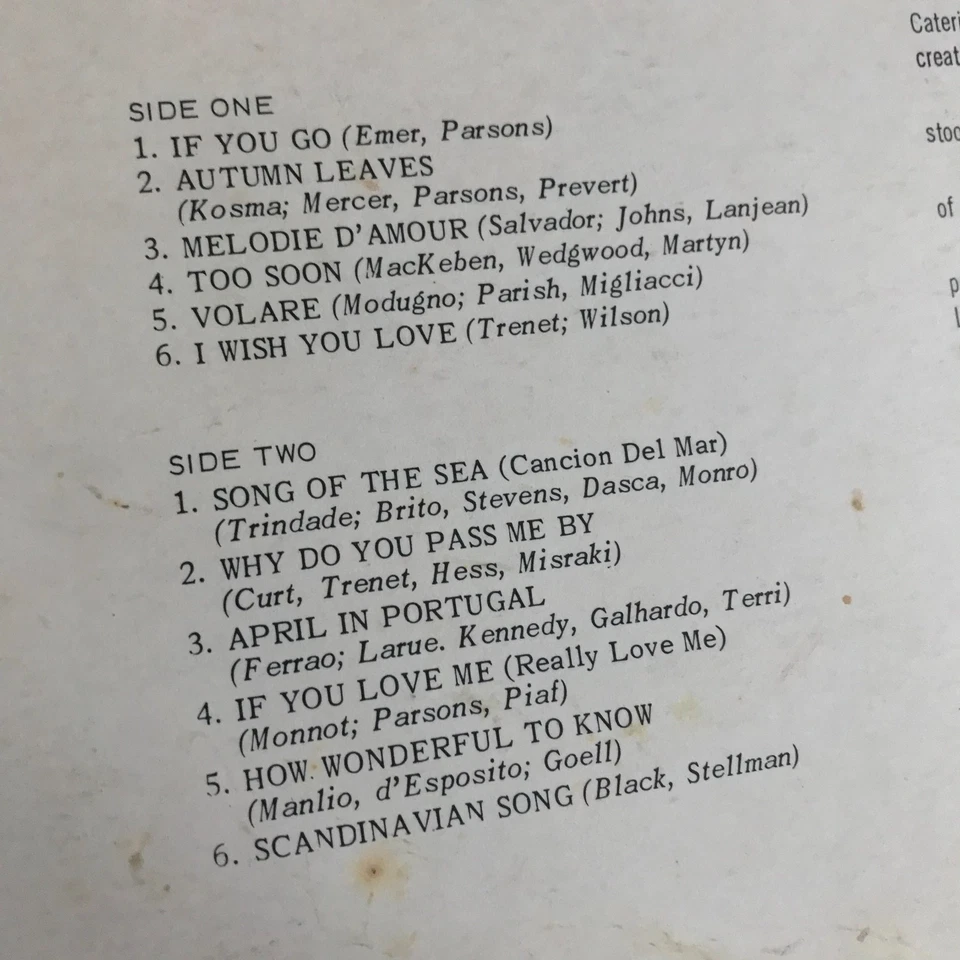 SIDE ONE
1. IF YOU GO (Emer, Parsons)
2. AUTUMN LEAVES
(Kosma; Mercer, Parsons, Prevert)
3. MELODIE D'AMOUR (Salvador; Johns, Lanjean)
4. TOO SOON (MacKeben, Wedgwood, Martyn)
5. VOLARE (Modugno; Parish, Migliacci)
6. I WISH YOU LOVE (Trenet; Wilson)
SIDE TWO
1. SONG OF THE SEA (Cancion Del Mar)
(Trindade; Brito, Stevens, Dasca, Monro)
2. WHY DO YOU PASS ME BY
(Curt, Trenet, Hess, Misraki)
3. APRIL IN PORTUGAL
(Ferrao; Larue. Kennedy, Galhardo, Terri)
4. IF YOU LOVE ME (Really Love Me)
(Monnot; Parsons, Piaf)
5. HOW WONDERFUL TO KNOW
(Manlio, d'Esposito; Goell)
6. SCANDINAVIAN SONG (Black, Stellman)
Cateri
creat
stoc
of